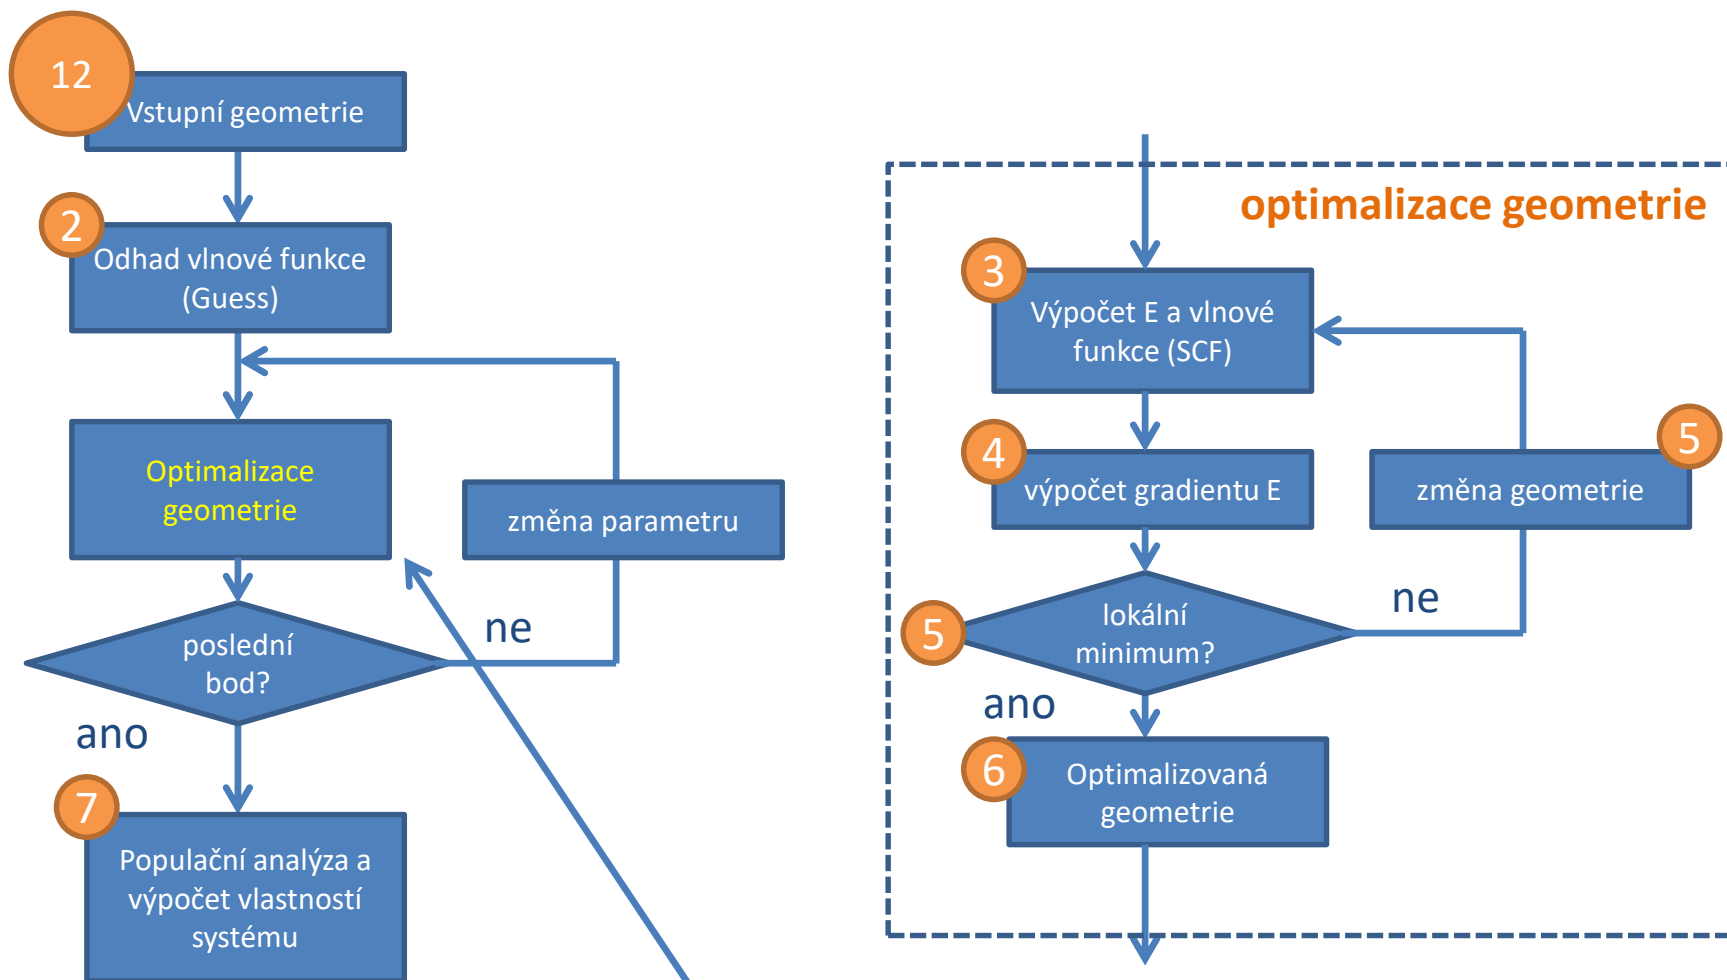 12
Vstupní geometrie
2
Odhad vlnové funkce
(Guess)
Optimalizace
geometrie
změna parametru
poslední
bod?
ne
ano
7
Populační analýza a
výpočet vlastností
systému
optimalizace geometrie
3
Výpočet E a vlnové
funkce (SCF)
4
výpočet gradientu E
5
změna geometrie
5
lokální
minimum?
ne
ano
6
Optimalizovaná
geometrie